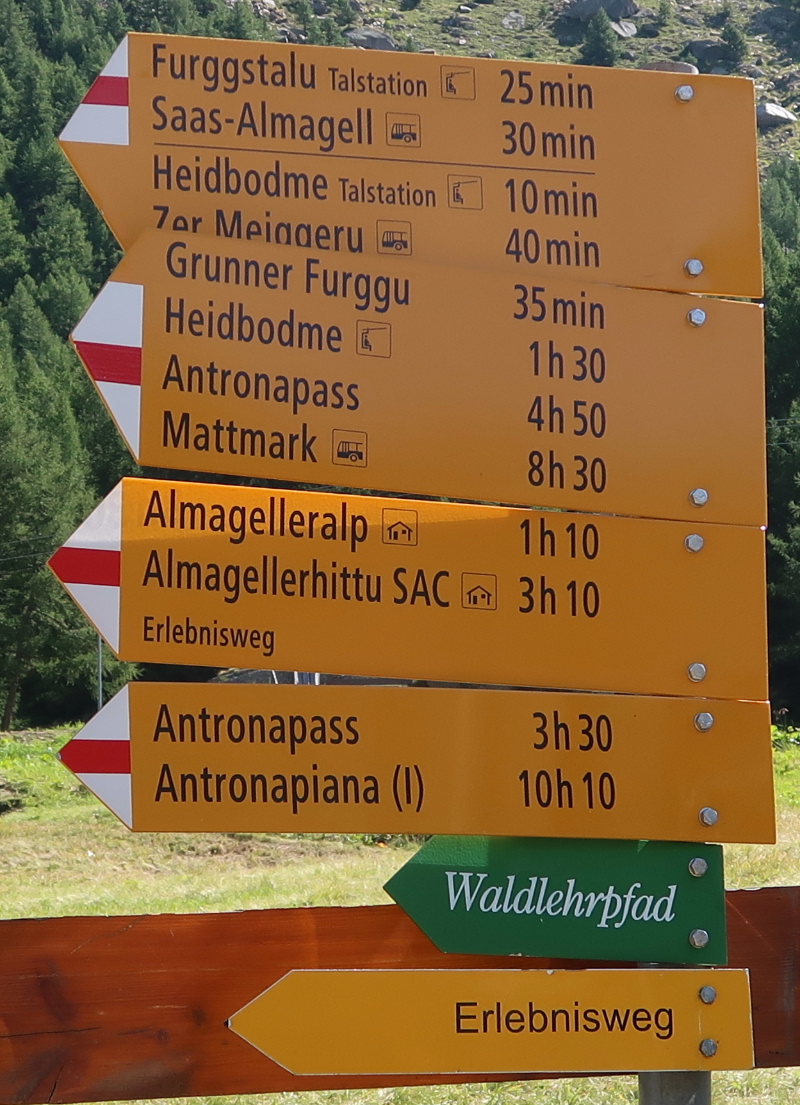 Furggstalu Talstation 25 min
Saas-Almagell 30 min
Heidbodme Talstation 10 min
Zer Meiggeru 40 min
Grunner Furggu 35 min
Heidbodme 1 h 30
Antronapass 4 h 50
Mattmark 8 h 30
Almagelleralp 1 h 10
Almagellerhittu SAC 3 h 10
Erlebnisweg
Antronapass 3 h 30
Antronapiana (I) 10 h 10
Waldlehrpfad
Erlebnisweg